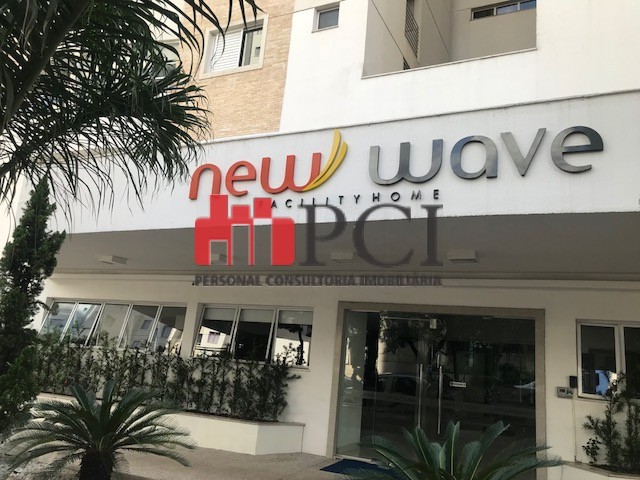 new wave
FACILITY HOME
PCI
PERSONAL CONSULTORIA IMOBILIÁRIA